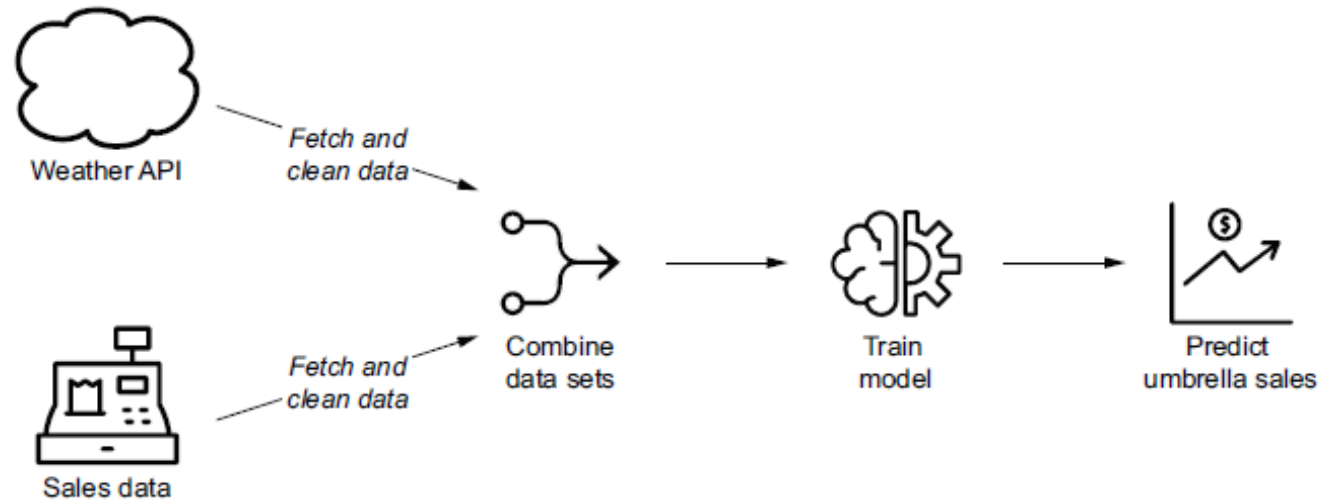 Weather API
Fetch and
clean data
Sales data
Fetch and
clean data
Combine
data sets
Train
model
$
Predict
umbrella sales